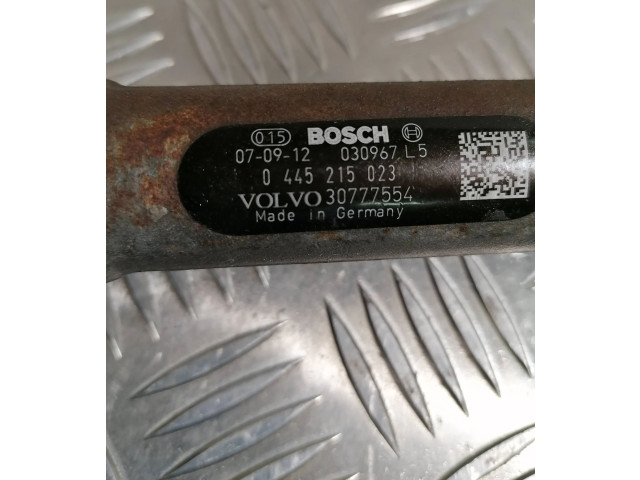 015 BOSCH
07-09-12 030967 L5
0 445 215 023
VOLVO 30777554
Made in Germany